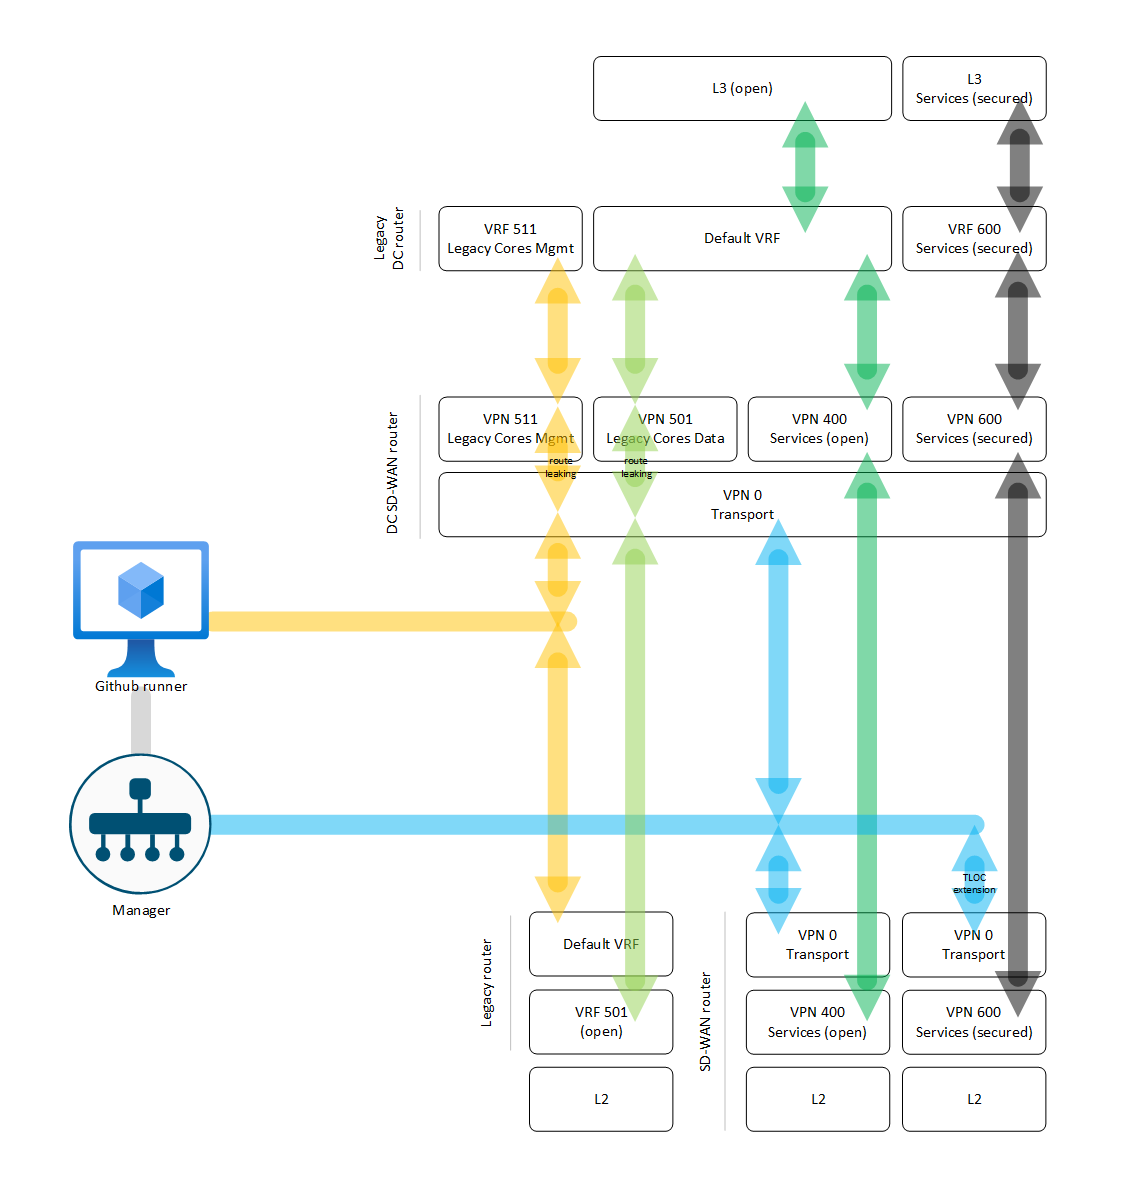 L3 (open)
L3
Services (secured)
Legacy
DC router
VRF 511
Legacy Cores Mgmt
Default VRF
VRF 600
Services (secured)
DC SD-WAN router
VPN 511
Legacy Cores Mgmt
VPN 501
Legacy Cores Data
VPN 400
Services (open)
VPN 600
Services (secured)
route
leaking
route
leaking
VPN 0
Transport
Github runner
Manager
TLOC
extension
Legacy router
Default VRF
VRF 501
(open)
L2
SD-WAN router
VPN 0
Transport
VPN 0
Transport
VPN 400
Services (open)
VPN 600
Services (secured)
L2
L2